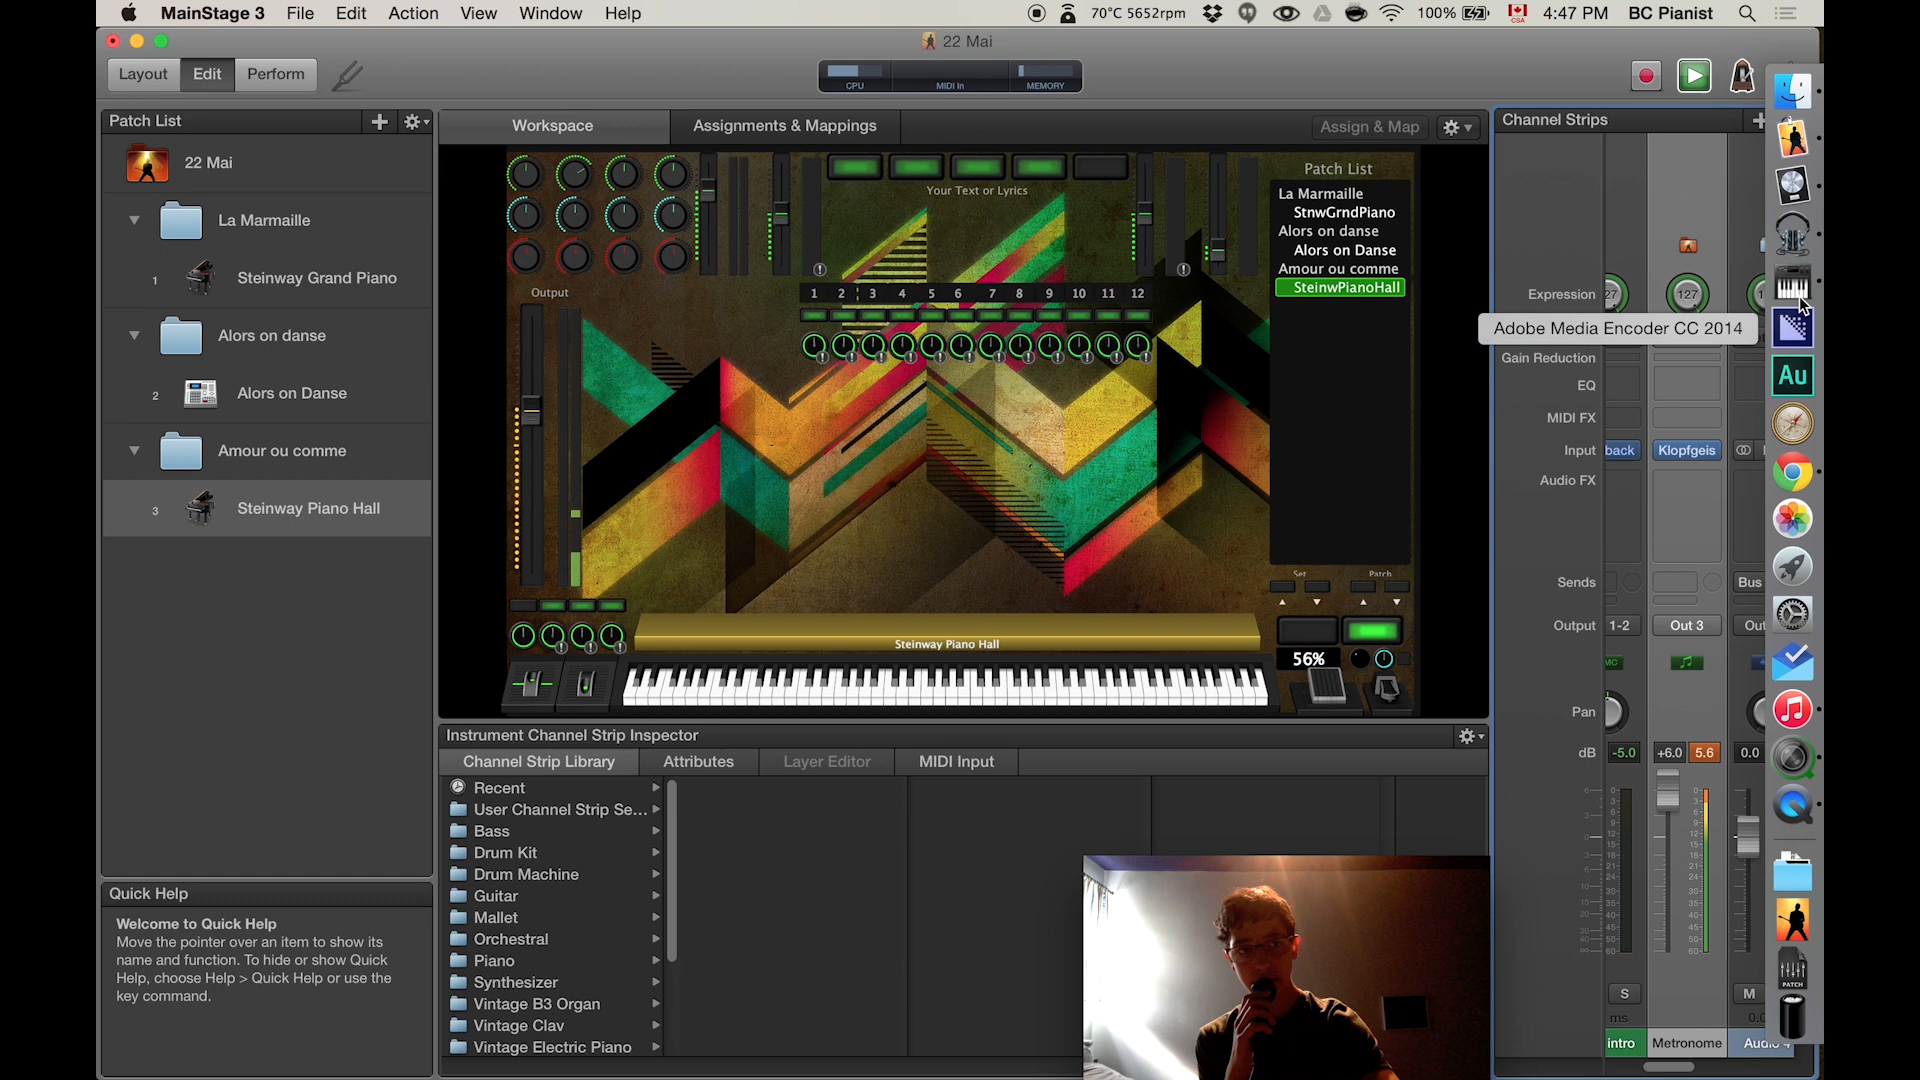 MainStage 3 File Edit Action View Window Help
70°C 5652rpm 100% CSA 4:47 PM BC Pianist
22 Mai
Layout Edit Perform
CPU MIDI In MEMORY
Patch List
22 Mai
La Marmaille
1 Steinway Grand Piano
Alors on danse
2 Alors on Danse
Amour ou comme
3 Steinway Piano Hall
Quick Help
Welcome to Quick Help
Move the pointer over an item to show its
name and function. To hide or show Quick
Help, choose Help > Quick Help or use the
key command.
Workspace Assignments & Mappings Assign & Map
Your Text or Lyrics
Output
1 2 3 4 5 6 7 8 9 10 11 12
Patch List
La Marmaille
StnwGrndPiano
Alors on danse
Alors on Danse
Amour ou comme
SteinwPianoHall
Set Patch
Steinway Piano Hall
56%
Instrument Channel Strip Inspector
Channel Strip Library Attributes Layer Editor MIDI Input
Recent
User Channel Strip Se...
Bass
Drum Kit
Drum Machine
Guitar
Mallet
Orchestral
Piano
Synthesizer
Vintage B3 Organ
Vintage Clav
Vintage Electric Piano
Channel Strips
Expression 27 127
Adobe Media Encoder CC 2014
Gain Reduction
EQ
MIDI FX
Input back Klopfgeis
Audio FX
Sends Bus
Output 1-2 Out 3 Out
Pan
dB -5.0 +6.0 5.6 0.0
S M
ms
intro Metronome
Au
PATCH